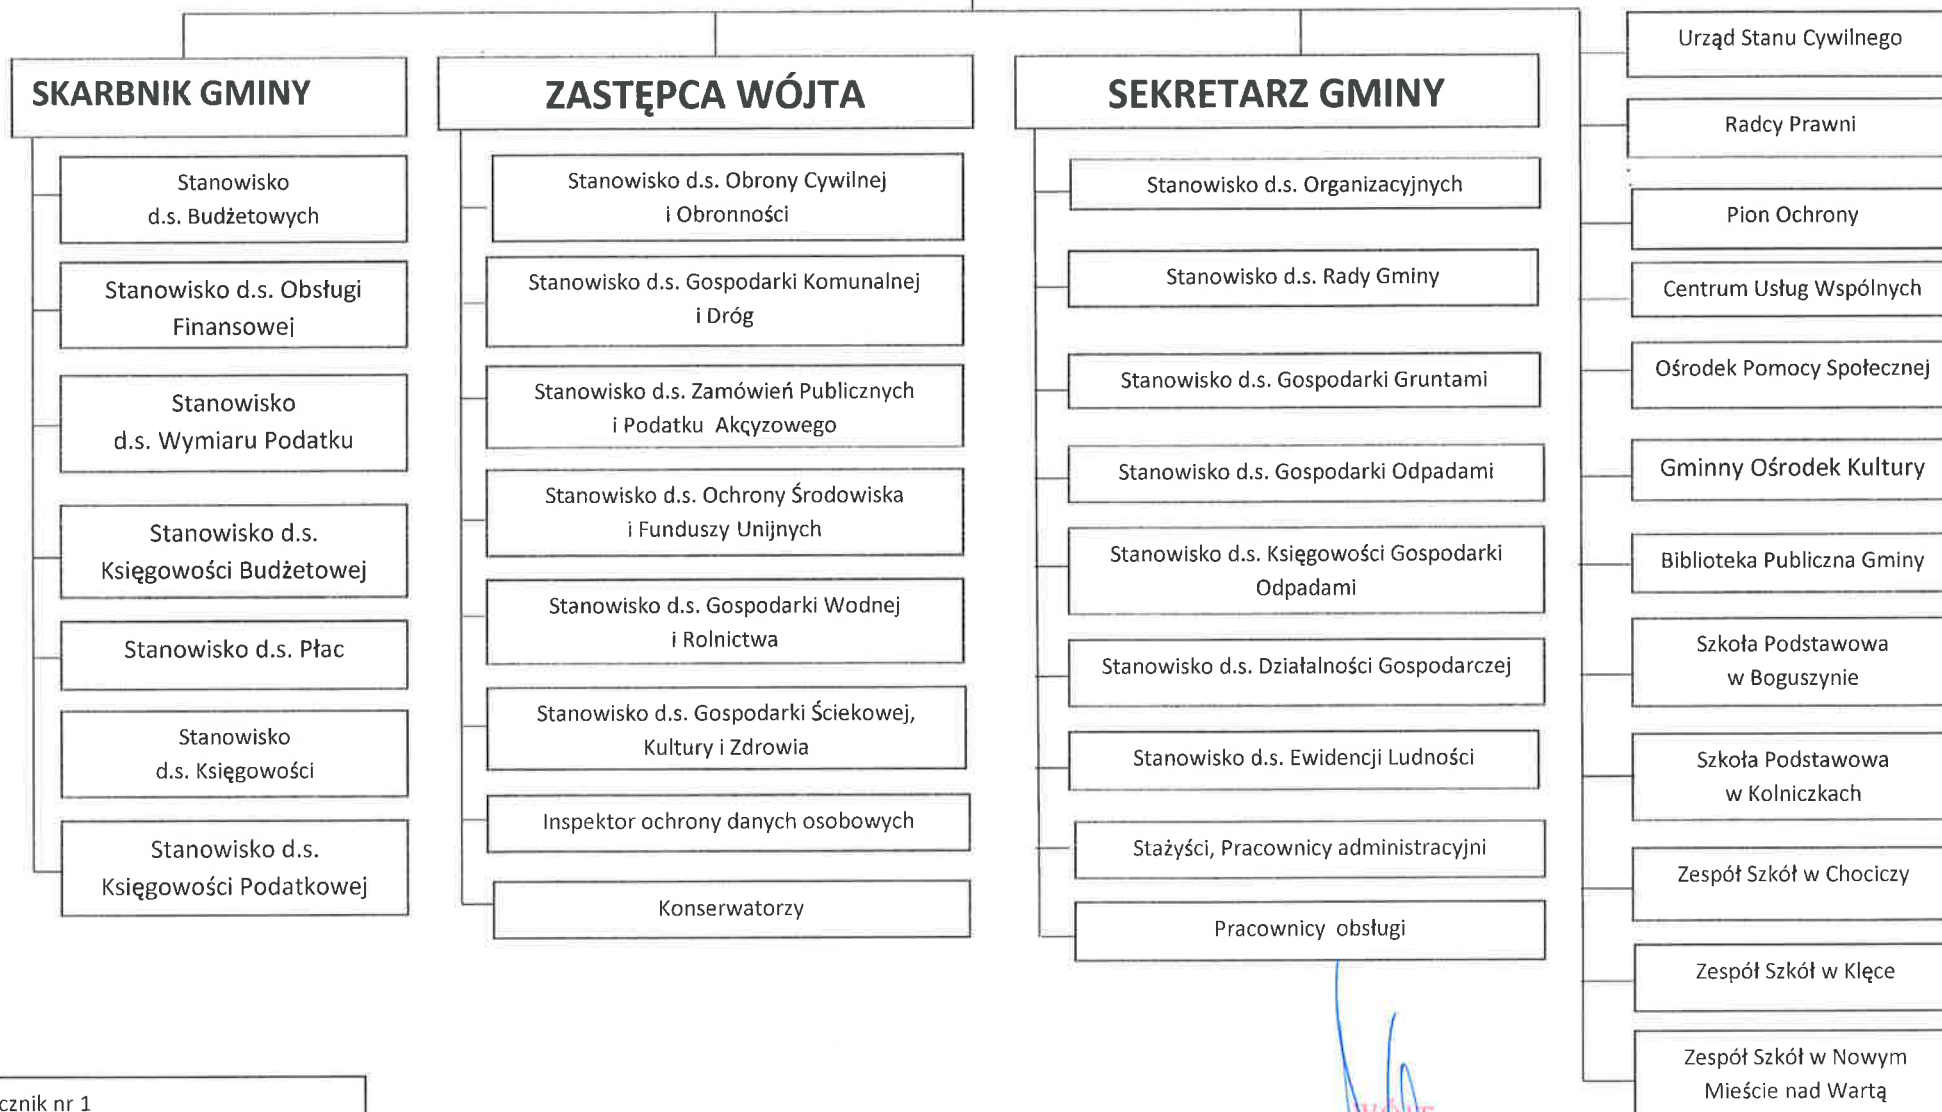 SKARBNIK GMINY
Stanowisko
d.s. Budżetowych
Stanowisko d.s. Obsługi
Finansowej
Stanowisko
d.s. Wymiaru Podatku
Stanowisko d.s.
Księgowości Budżetowej
Stanowisko d.s. Płac
Stanowisko
d.s. Księgowości
Stanowisko d.s.
Księgowości Podatkowej
ZASTĘPCA WÓJTA
Stanowisko d.s. Obrony Cywilnej
i Obronności
Stanowisko d.s. Gospodarki Komunalnej
i Dróg
Stanowisko d.s. Zamówień Publicznych
i Podatku Akcyzowego
Stanowisko d.s. Ochrony Środowiska
i Funduszy Unijnych
Stanowisko d.s. Gospodarki Wodnej
i Rolnictwa
Stanowisko d.s. Gospodarki Ściekowej,
Kultury i Zdrowia
Inspektor ochrony danych osobowych
Konserwatorzy
SEKRETARZ GMINY
Stanowisko d.s. Organizacyjnych
Stanowisko d.s. Rady Gminy
Stanowisko d.s. Gospodarki Gruntami
Stanowisko d.s. Gospodarki Odpadami
Stanowisko d.s. Księgowości Gospodarki
Odpadami
Stanowisko d.s. Działalności Gospodarczej
Stanowisko d.s. Ewidencji Ludności
Stażyści, Pracownicy administracyjni
Pracownicy obsługi
Urząd Stanu Cywilnego
Radcy Prawni
Pion Ochrony
Centrum Usług Wspólnych
Ośrodek Pomocy Społecznej
Gminny Ośrodek Kultury
Biblioteka Publiczna Gminy
Szkoła Podstawowa
w Boguszynie
Szkoła Podstawowa
w Kolniczkach
Zespół Szkół w Chociczy
Zespół Szkół w Klęce
Zespół Szkół w Nowym
Mieście nad Wartą
cznik nr 1